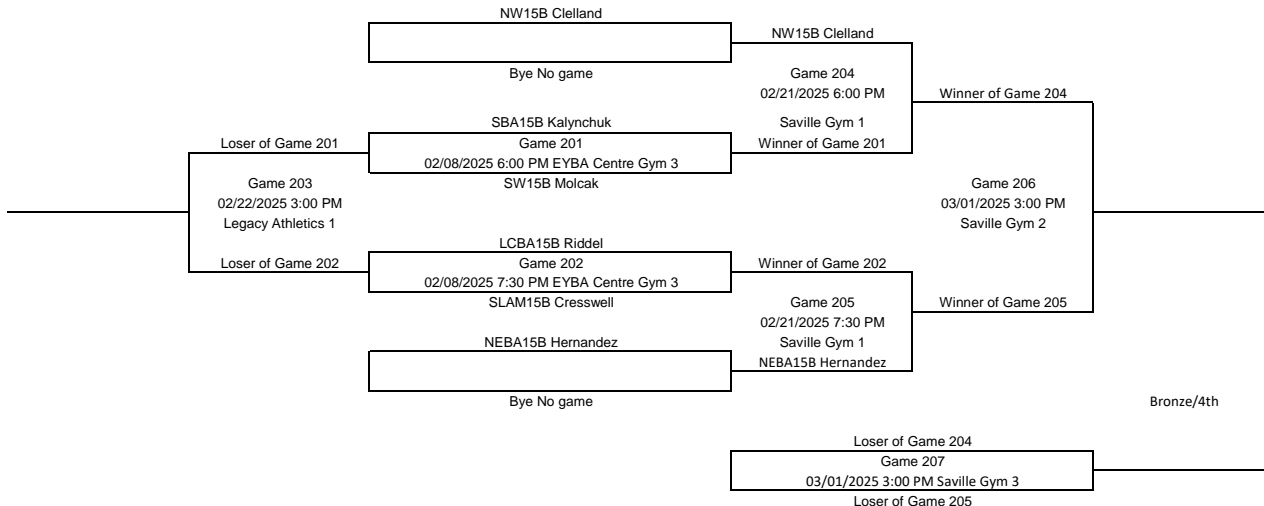 NW15B Clelland
NW15B Clelland
Bye No game
Game 204
02/21/2025 6:00 PM
Winner of Game 204
SBA15B Kalynchuk
Saville Gym 1
Loser of Game 201
Game 201
Winner of Game 201
02/08/2025 6:00 PM EYBA Centre Gym 3
Game 203
SW15B Molcak
Game 206
02/22/2025 3:00 PM
03/01/2025 3:00 PM
Legacy Athletics 1
Saville Gym 2
LCBA15B Riddel
Loser of Game 202
Game 202
Winner of Game 202
02/08/2025 7:30 PM EYBA Centre Gym 3
SLAM15B Cresswell
Game 205
Winner of Game 205
02/21/2025 7:30 PM
NEBA15B Hernandez
Saville Gym 1
NEBA15B Hernandez
Bye No game
Bronze/4th
Loser of Game 204
Game 207
03/01/2025 3:00 PM Saville Gym 3
Loser of Game 205